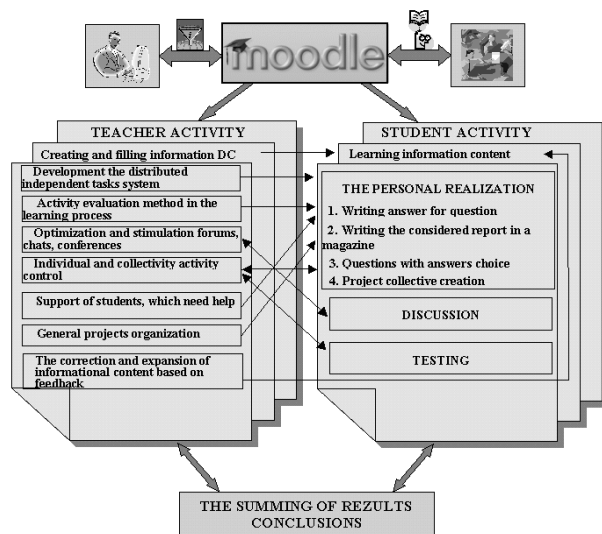 moodle
TEACHER ACTIVITY
Creating and filling information DC
Development the distributed
independent tasks system
Activity evaluation method in the
learning process
Optimization and stimulation forums,
chats, conferences
Individual and collectivity activity
control
Support of students, which need help
General projects organization
The correction and expansion of
informational content based on
feedback
STUDENT ACTIVITY
Learning information content
THE PERSONAL REALIZATION
1. Writing answer for question
2. Writing the considered report in a
magazine
3. Questions with answers choice
4. Project collective creation
DISCUSSION
TESTING
THE SUMMING OF REZULTS
CONCLUSIONS